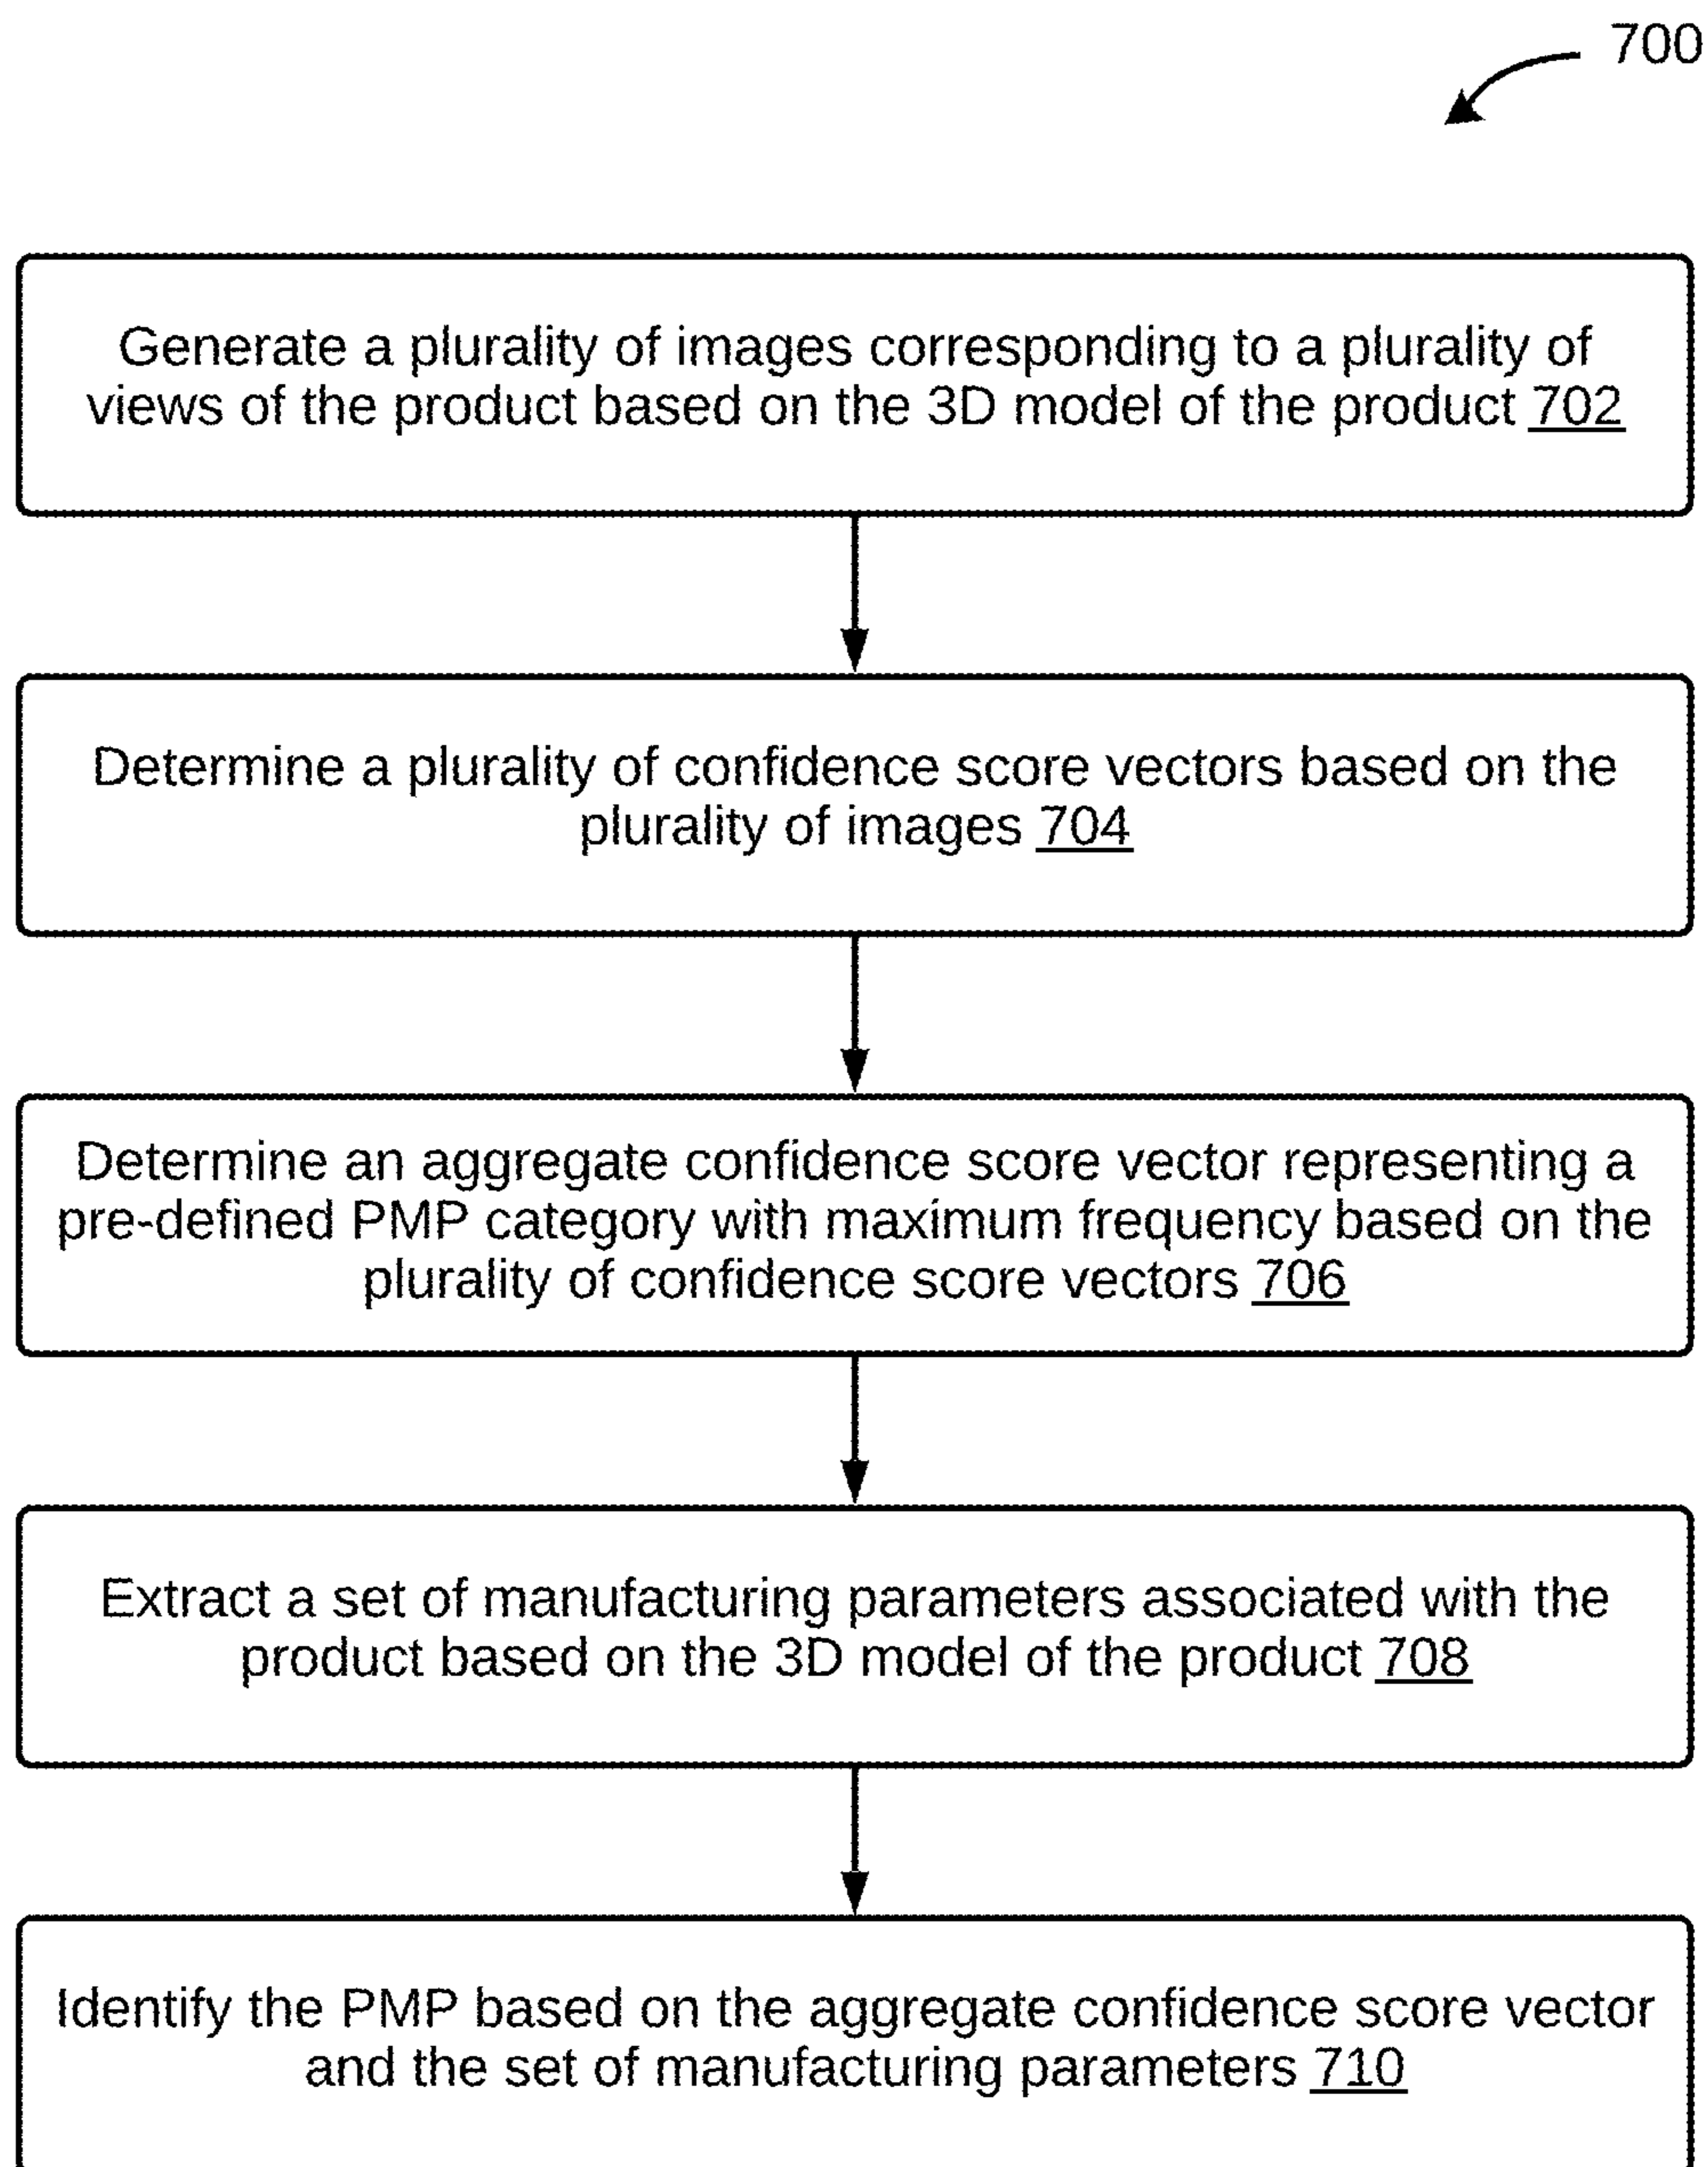 700
Generate a plurality of images corresponding to a plurality of
views of the product based on the 3D model of the product 702
Determine a plurality of confidence score vectors based on the
plurality of images 704
Determine an aggregate confidence score vector representing a
pre-defined PMP category with maximum frequency based on the
plurality of confidence score vectors 706
Extract a set of manufacturing parameters associated with the
product based on the 3D model of the product 708
Identify the PMP based on the aggregate confidence score vector
and the set of manufacturing parameters 710